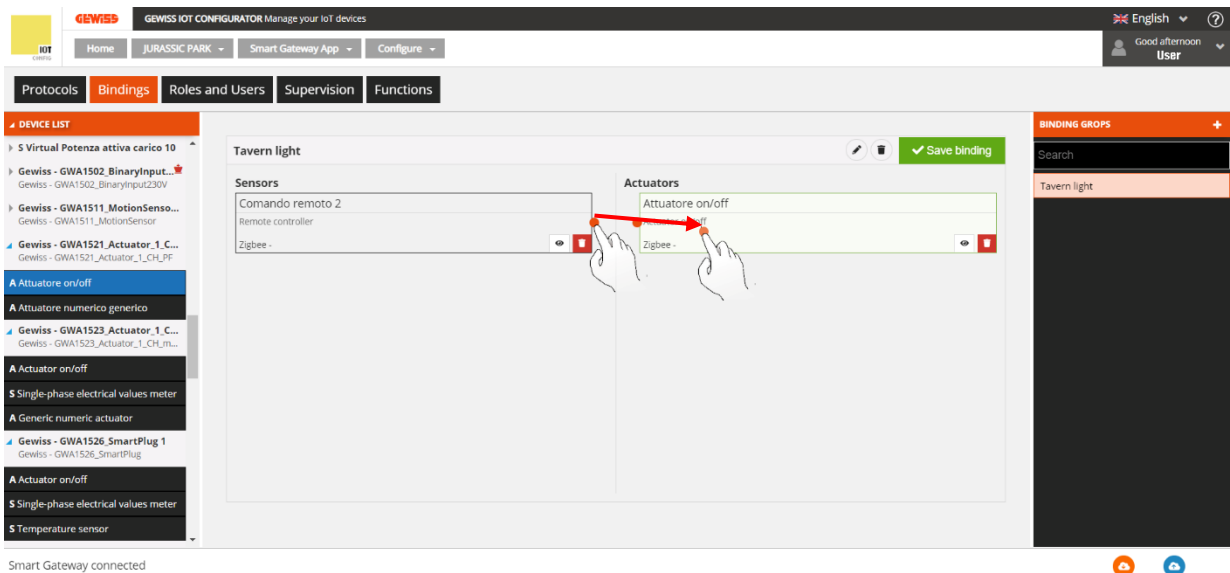 GEWISS GEWISS IOT CONFIGURATOR Manage your IoT devices
English ?
IOT
CONFIG
Home JURASSIC PARK Smart Gateway App Configure
Good afternoon
User
Protocols Bindings Roles and Users Supervision Functions
DEVICE LIST
S Virtual Potenza attiva carico 10
Gewiss - GWA1502_BinaryInput...
Gewiss - GWA1502_BinaryInput230V
Gewiss - GWA1511_MotionSenso...
Gewiss - GWA1511_MotionSensor
Gewiss - GWA1521_Actuator_1_C...
Gewiss - GWA1521_Actuator_1_CH_PF
A Attuatore on/off
A Attuatore numerico generico
Gewiss - GWA1523_Actuator_1_C...
Gewiss - GWA1523_Actuator_1_CH_m...
A Actuator on/off
S Single-phase electrical values meter
A Generic numeric actuator
Gewiss - GWA1526_SmartPlug 1
Gewiss - GWA1526_SmartPlug
A Actuator on/off
S Single-phase electrical values meter
S Temperature sensor
Tavern light
Save binding
Sensors
Comando remoto 2
Remote controller
Zigbee -
Actuators
Attuatore on/off
Zigbee -
BINDING GROPS +
Search
Tavern light
Smart Gateway connected